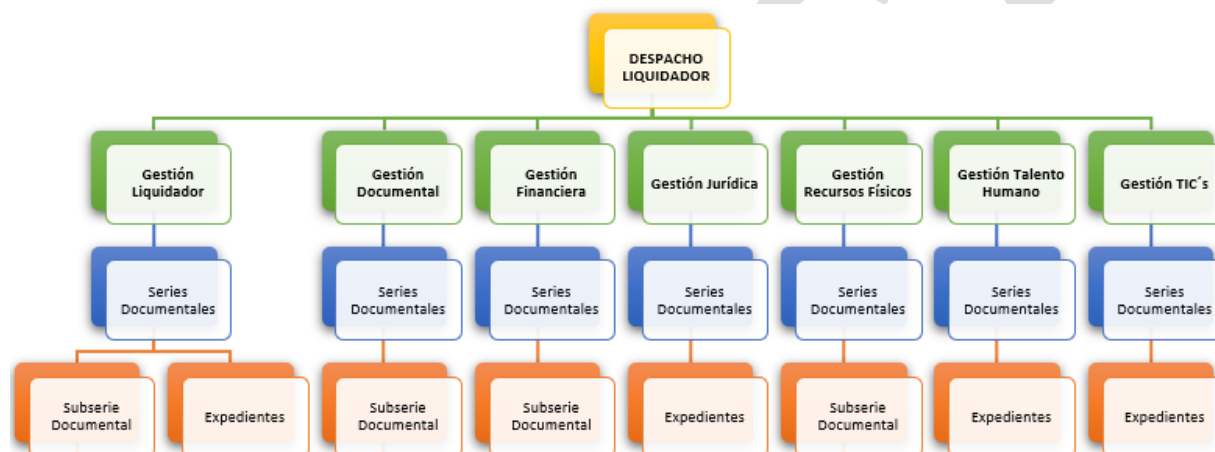 DESPACHO
LIQUIDADOR
Gestión
Liquidador
Gestión
Documental
Gestión
Financiera
Gestión Jurídica
Gestión
Recursos Físicos
Gestión Talento
Humano
Gestión TIC´s
Series
Documentales
Series
Documentales
Series
Documentales
Series
Documentales
Series
Documentales
Series
Documentales
Series
Documentales
Subserie
Documental
Expedientes
Subserie
Documental
Subserie
Documental
Expedientes
Subserie
Documental
Expedientes
Expedientes